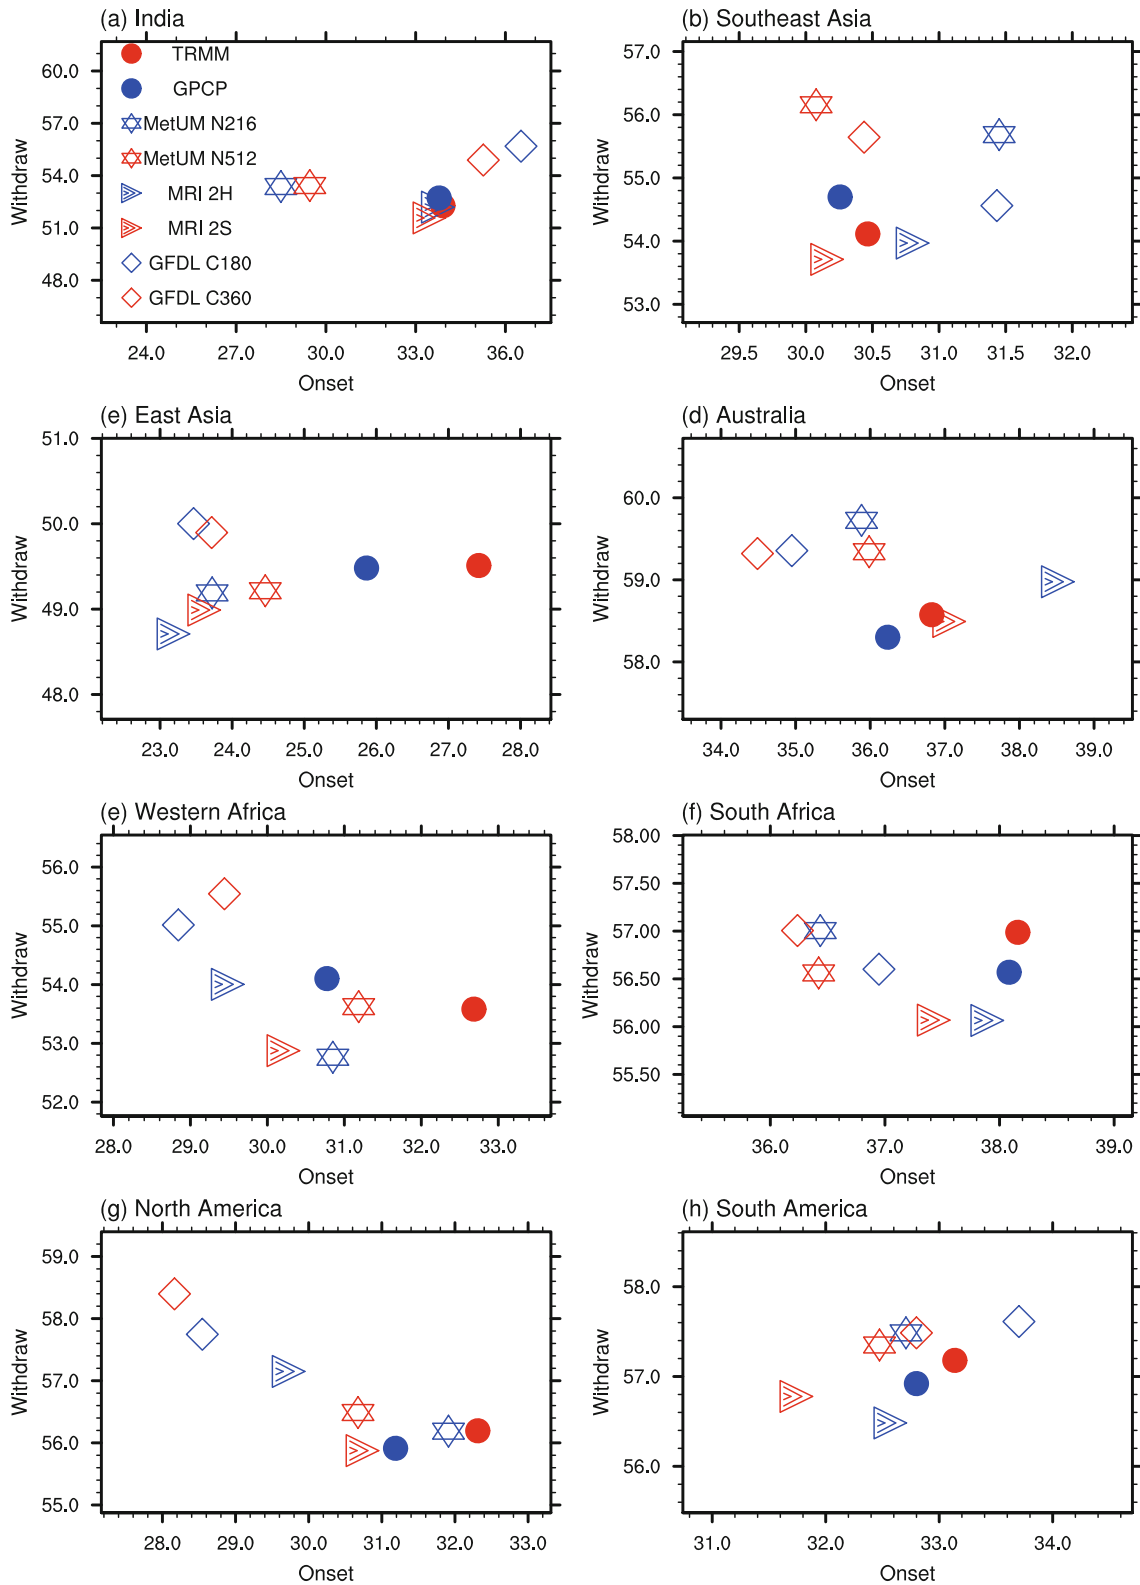 (a) India
Withdraw
60.0
57.0
54.0
51.0
48.0
TRMM
GPCP
MetUM N216
MetUM N512
MRI 2H
MRI 2S
GFDL C180
GFDL C360
24.0 27.0 30.0 33.0 36.0
Onset
(b) Southeast Asia
Withdraw
57.0
56.0
55.0
54.0
53.0
29.5 30.0 30.5 31.0 31.5 32.0
Onset
(e) East Asia
Withdraw
51.0
50.0
49.0
48.0
23.0 24.0 25.0 26.0 27.0 28.0
Onset
(d) Australia
Withdraw
60.0
59.0
58.0
34.0 35.0 36.0 37.0 38.0 39.0
Onset
(e) Western Africa
Withdraw
56.0
55.0
54.0
53.0
52.0
28.0 29.0 30.0 31.0 32.0 33.0
Onset
(f) South Africa
Withdraw
58.00
57.50
57.00
56.50
56.00
55.50
36.0 37.0 38.0 39.0
Onset
(g) North America
Withdraw
59.0
58.0
57.0
56.0
55.0
28.0 29.0 30.0 31.0 32.0 33.0
Onset
(h) South America
Withdraw
58.0
57.0
56.0
31.0 32.0 33.0 34.0
Onset